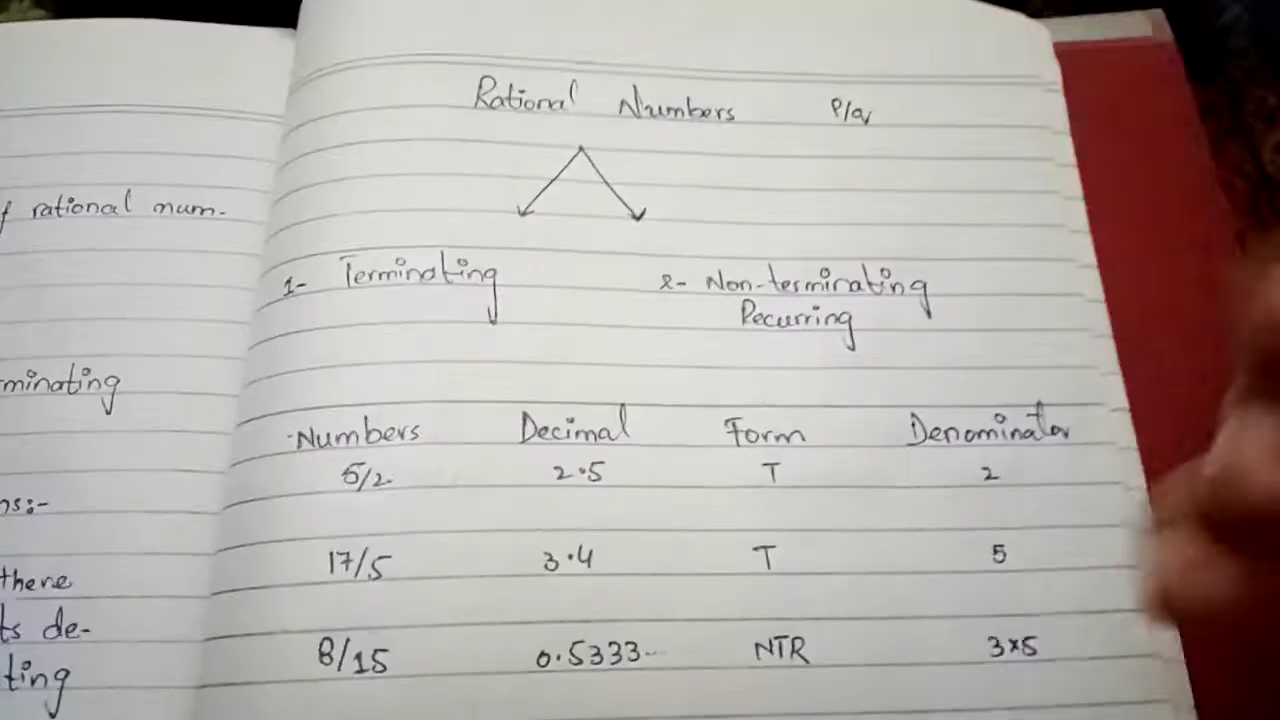 f rational num-
minating
ns:-
there
ts de-
ting
Rational Numbers P/q
1- Terminating
2- Non-terminating
Recurring
Numbers Decimal Form Denominator
5/2 2.5 T 2
17/5 3.4 T 5
8/15 0.5333-- NTR 3×5